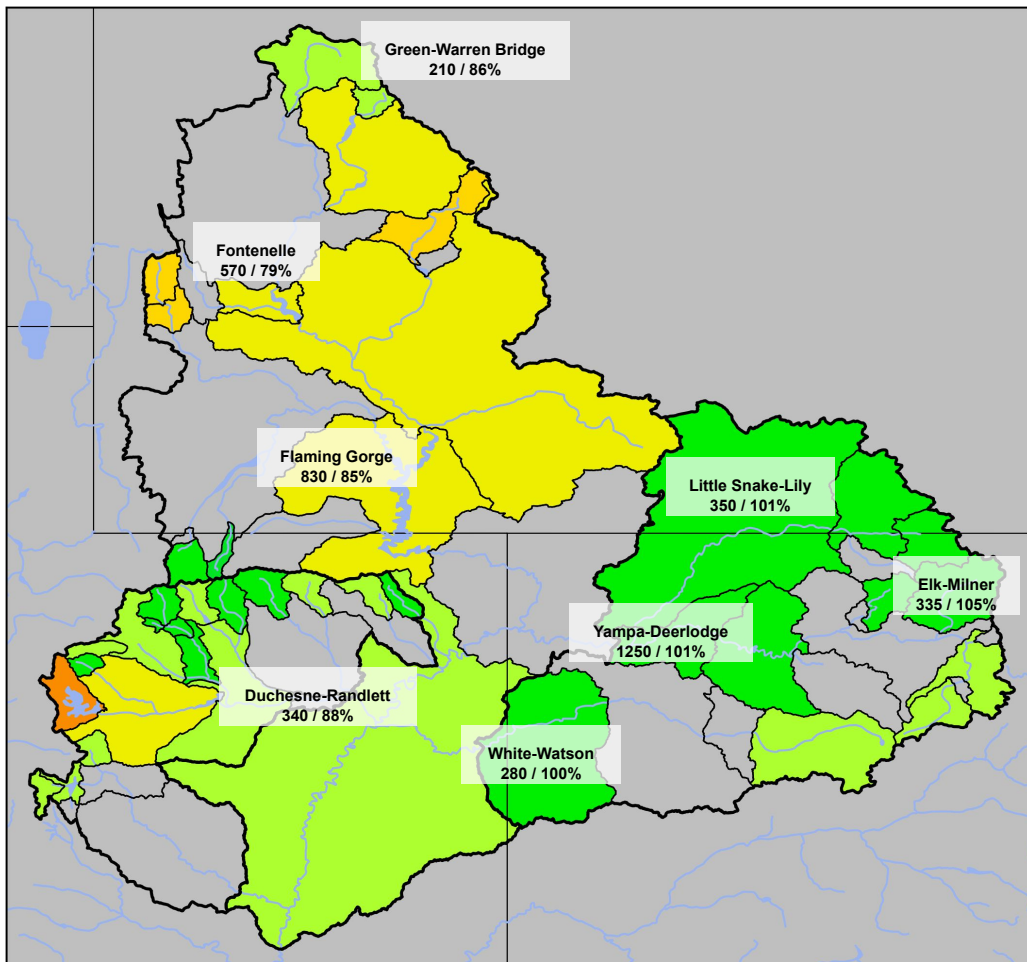 Green-Warren Bridge
210 / 86%
Fontenelle
570 / 79%
Flaming Gorge
830 / 85%
Little Snake-Lily
350 / 101%
Elk-Milner
335 / 105%
Yampa-Deerlodge
1250 / 101%
Duchesne-Randlett
340 / 88%
White-Watson
280 / 100%